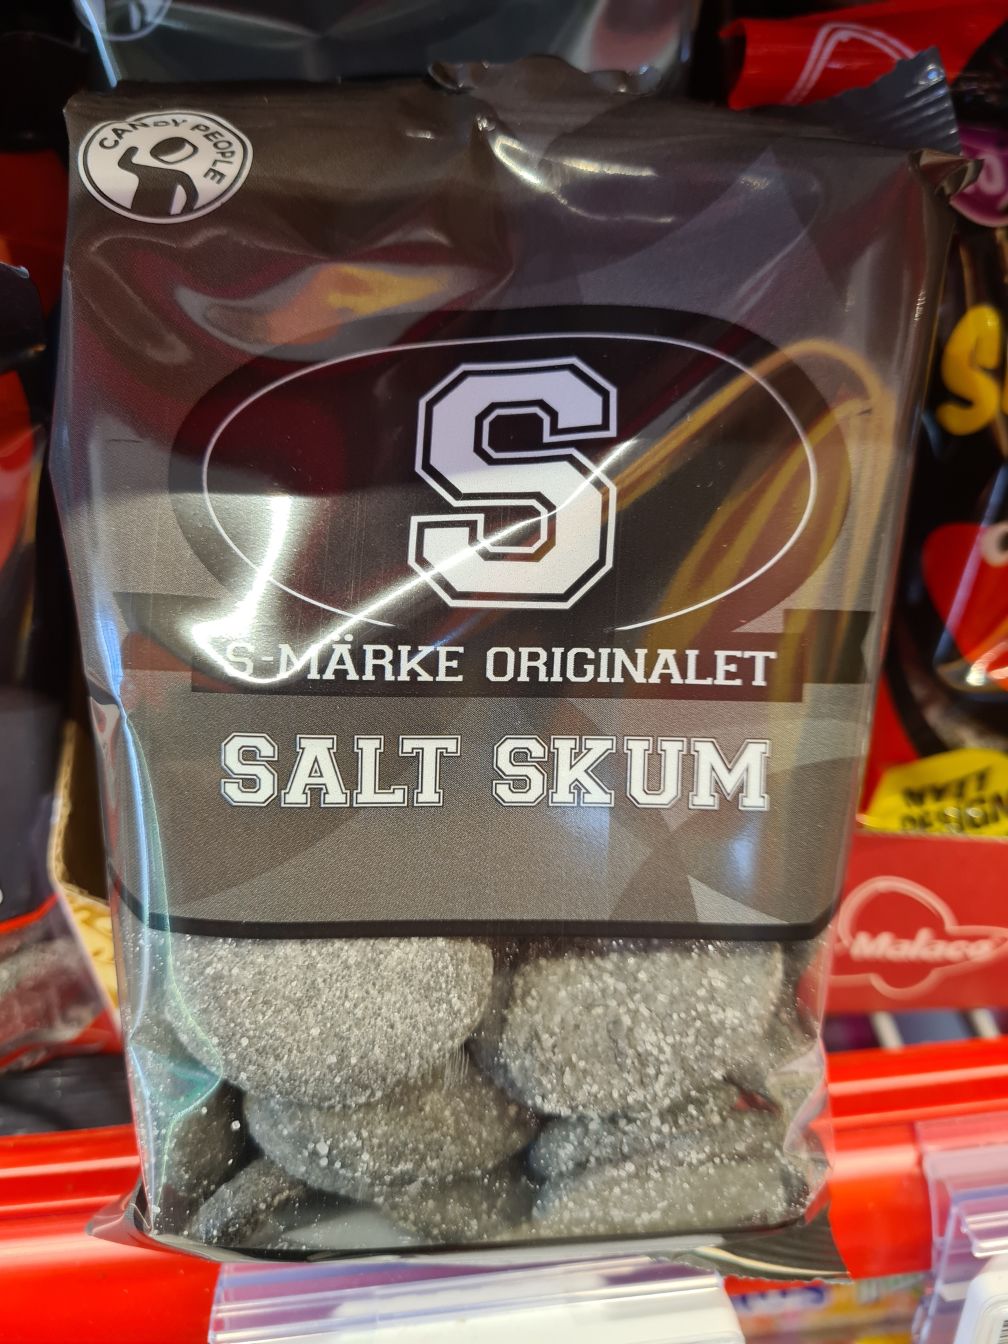 CANDY PEOPLE
S
S-MÄRKE ORIGINALET
SALT SKUM
Malaco